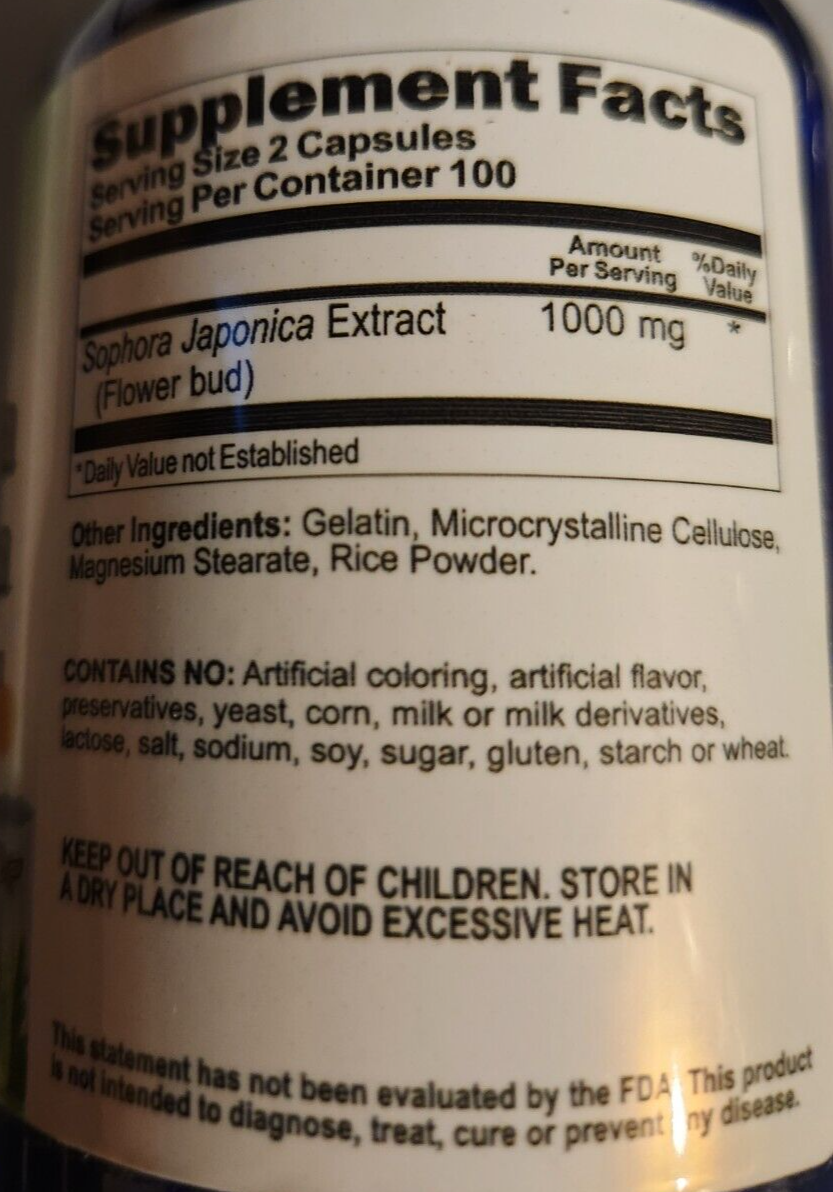 Supplement Facts
Serving Size 2 Capsules
Serving Per Container 100
Amount Per Serving %Daily Value
Sophora Japonica Extract 1000 mg *
(Flower bud)
*Daily Value not Established
Other Ingredients: Gelatin, Microcrystalline Cellulose,
Magnesium Stearate, Rice Powder.
CONTAINS NO: Artificial coloring, artificial flavor,
preservatives, yeast, corn, milk or milk derivatives,
lactose, salt, sodium, soy, sugar, gluten, starch or wheat.
KEEP OUT OF REACH OF CHILDREN. STORE IN
A DRY PLACE AND AVOID EXCESSIVE HEAT.
This statement has not been evaluated by the FDA. This product
is not intended to diagnose, treat, cure or prevent any disease.